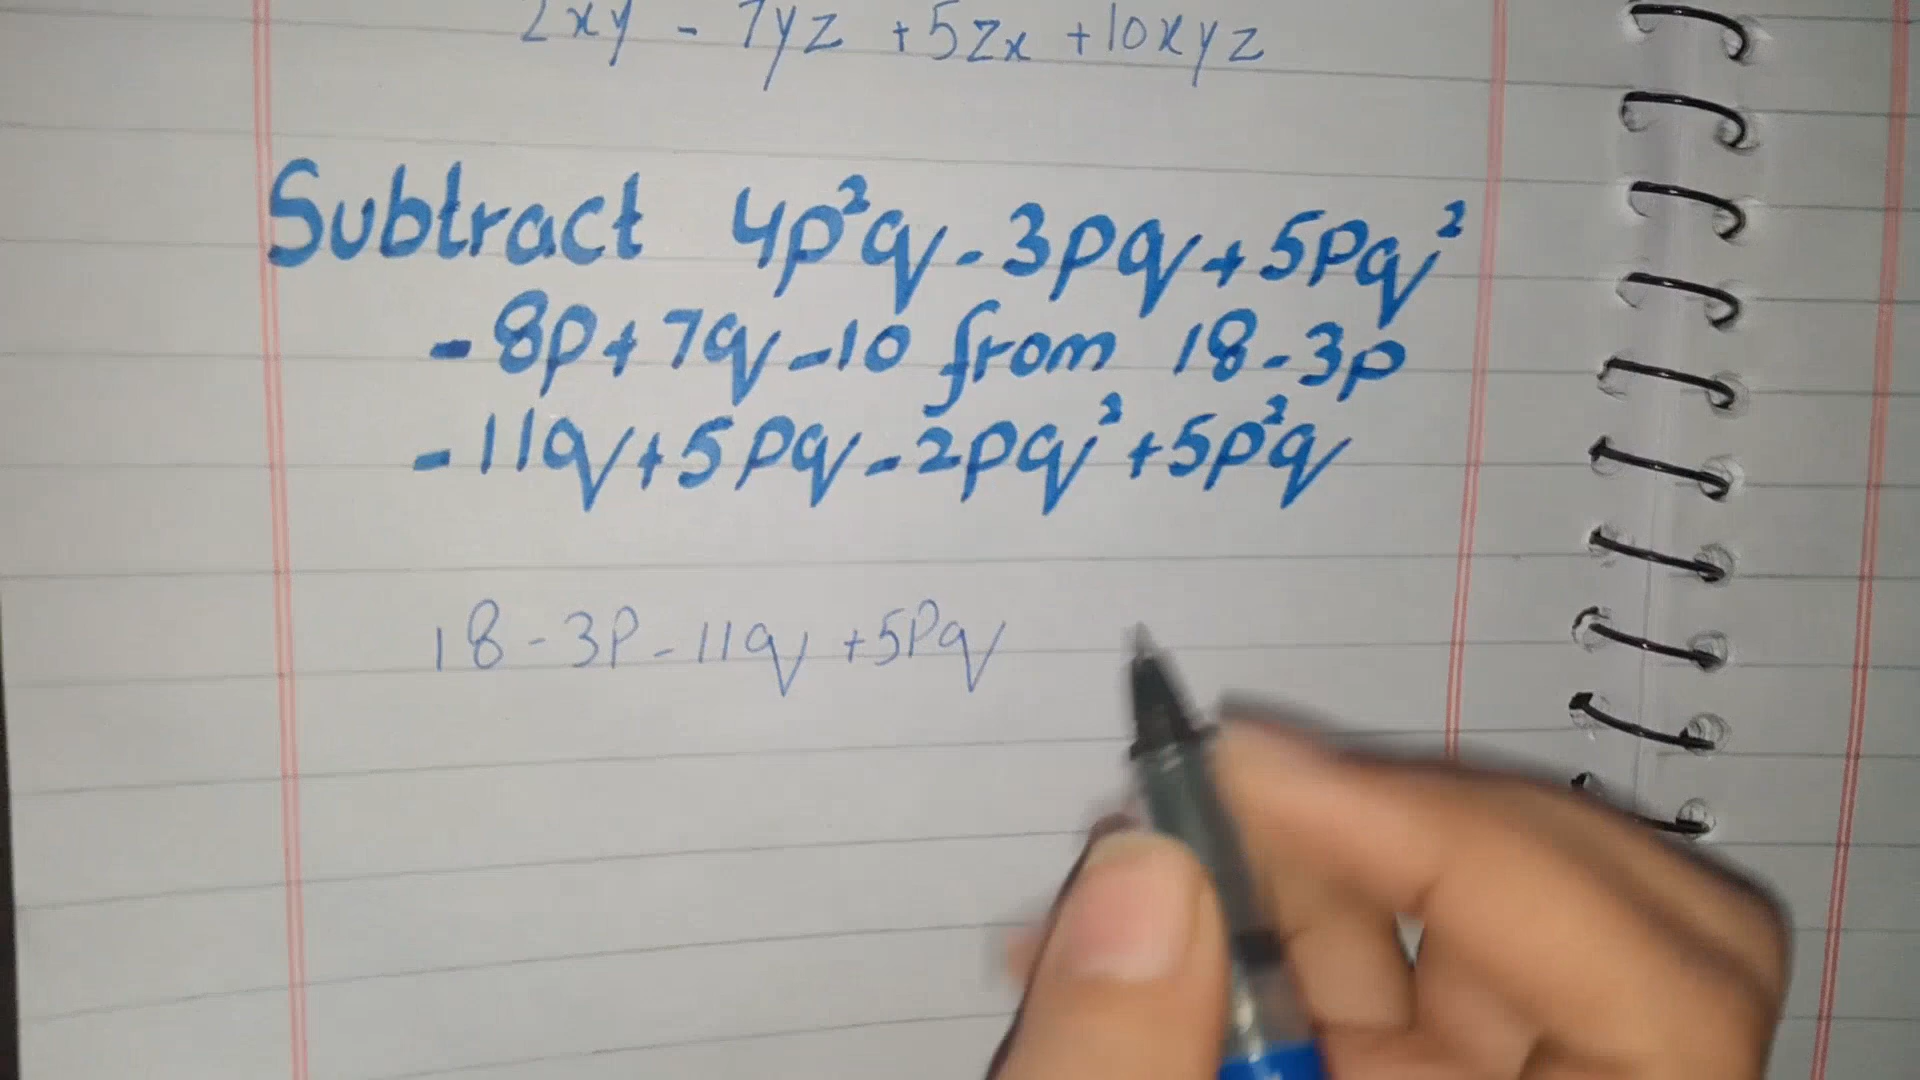 2xy - 7yz +5zx +10xyz
Subtract 4p²q - 3pq + 5pq²
- 8p + 7q - 10 from 18 - 3p
- 11q + 5pq - 2pq² + 5p²q
18 - 3p - 11q + 5pq